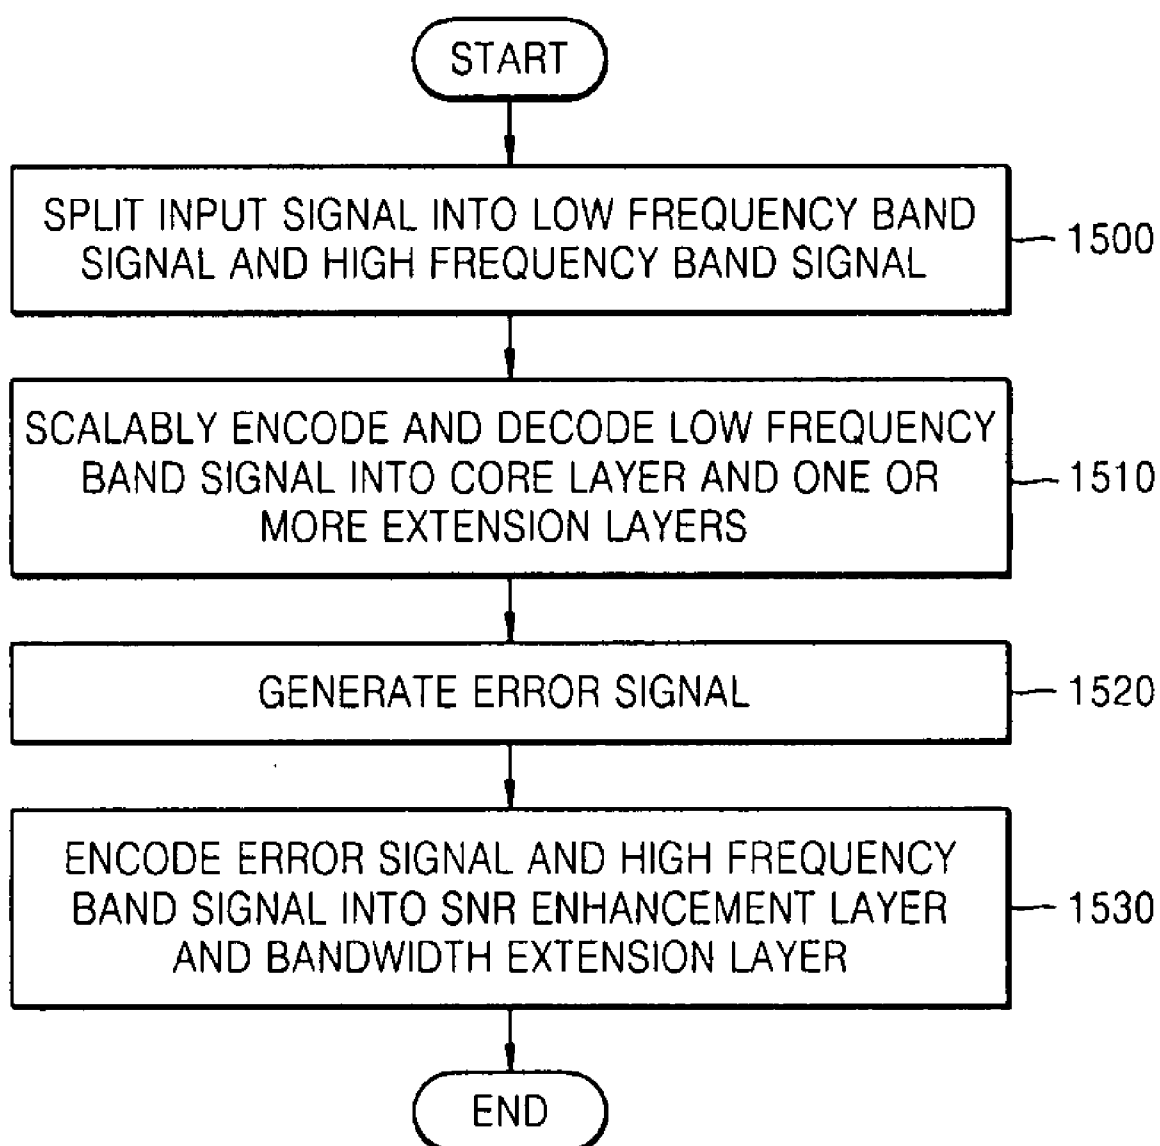 START
SPLIT INPUT SIGNAL INTO LOW FREQUENCY BAND
SIGNAL AND HIGH FREQUENCY BAND SIGNAL
1500
SCALABLY ENCODE AND DECODE LOW FREQUENCY
BAND SIGNAL INTO CORE LAYER AND ONE OR
MORE EXTENSION LAYERS
1510
GENERATE ERROR SIGNAL
1520
ENCODE ERROR SIGNAL AND HIGH FREQUENCY
BAND SIGNAL INTO SNR ENHANCEMENT LAYER
AND BANDWIDTH EXTENSION LAYER
1530
END